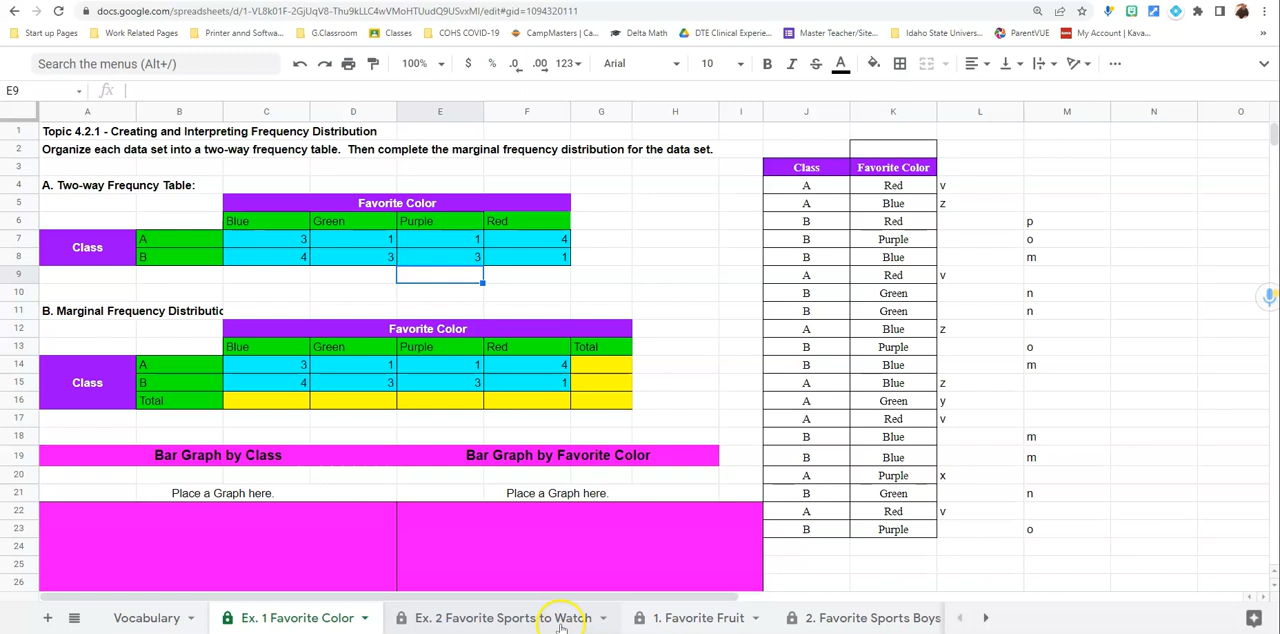 docs.google.com/spreadsheets/d/1-VL8k01F-2GjUqV8-Thu9kLLC4wVMoHTUudQ9USvxMI/edit#gid=1094320111
Start up Pages Work Related Pages Printer annd Softwa... G.Classroom Classes COHS COVID-19 CampMasters | Ca... Delta Math DTE Clinical Experie... Master Teacher/Site... Idaho State Univers... ParentVUE My Account | Kava... »
Search the menus (Alt+/) 100% $ % .0 .00 123 Arial 10 B I S A
E9 fx
A B C D E F G H I J K L M N O
1 Topic 4.2.1 - Creating and Interpreting Frequency Distribution
2 Organize each data set into a two-way frequency table. Then complete the marginal frequency distribution for the data set.
3 Class Favorite Color
4 A. Two-way Frequncy Table: A Red v
5 Favorite Color A Blue z
6 Blue Green Purple Red B Red p
7 Class A 3 1 1 4 B Purple o
8 B 4 3 3 1 B Blue m
9 A Red v
10 B Green n
11 B. Marginal Frequency Distributio B Green n
12 Favorite Color A Blue z
13 Blue Green Purple Red Total B Purple o
14 A 3 1 1 4 B Blue m
15 Class B 4 3 3 1 A Blue z
16 Total A Green y
17 A Red v
18 B Blue m
19 Bar Graph by Class Bar Graph by Favorite Color B Blue m
20 A Purple x
21 Place a Graph here. Place a Graph here. B Green n
22 A Red v
23 B Purple o
24
25
26
Vocabulary Ex. 1 Favorite Color Ex. 2 Favorite Sports to Watch 1. Favorite Fruit 2. Favorite Sports Boys